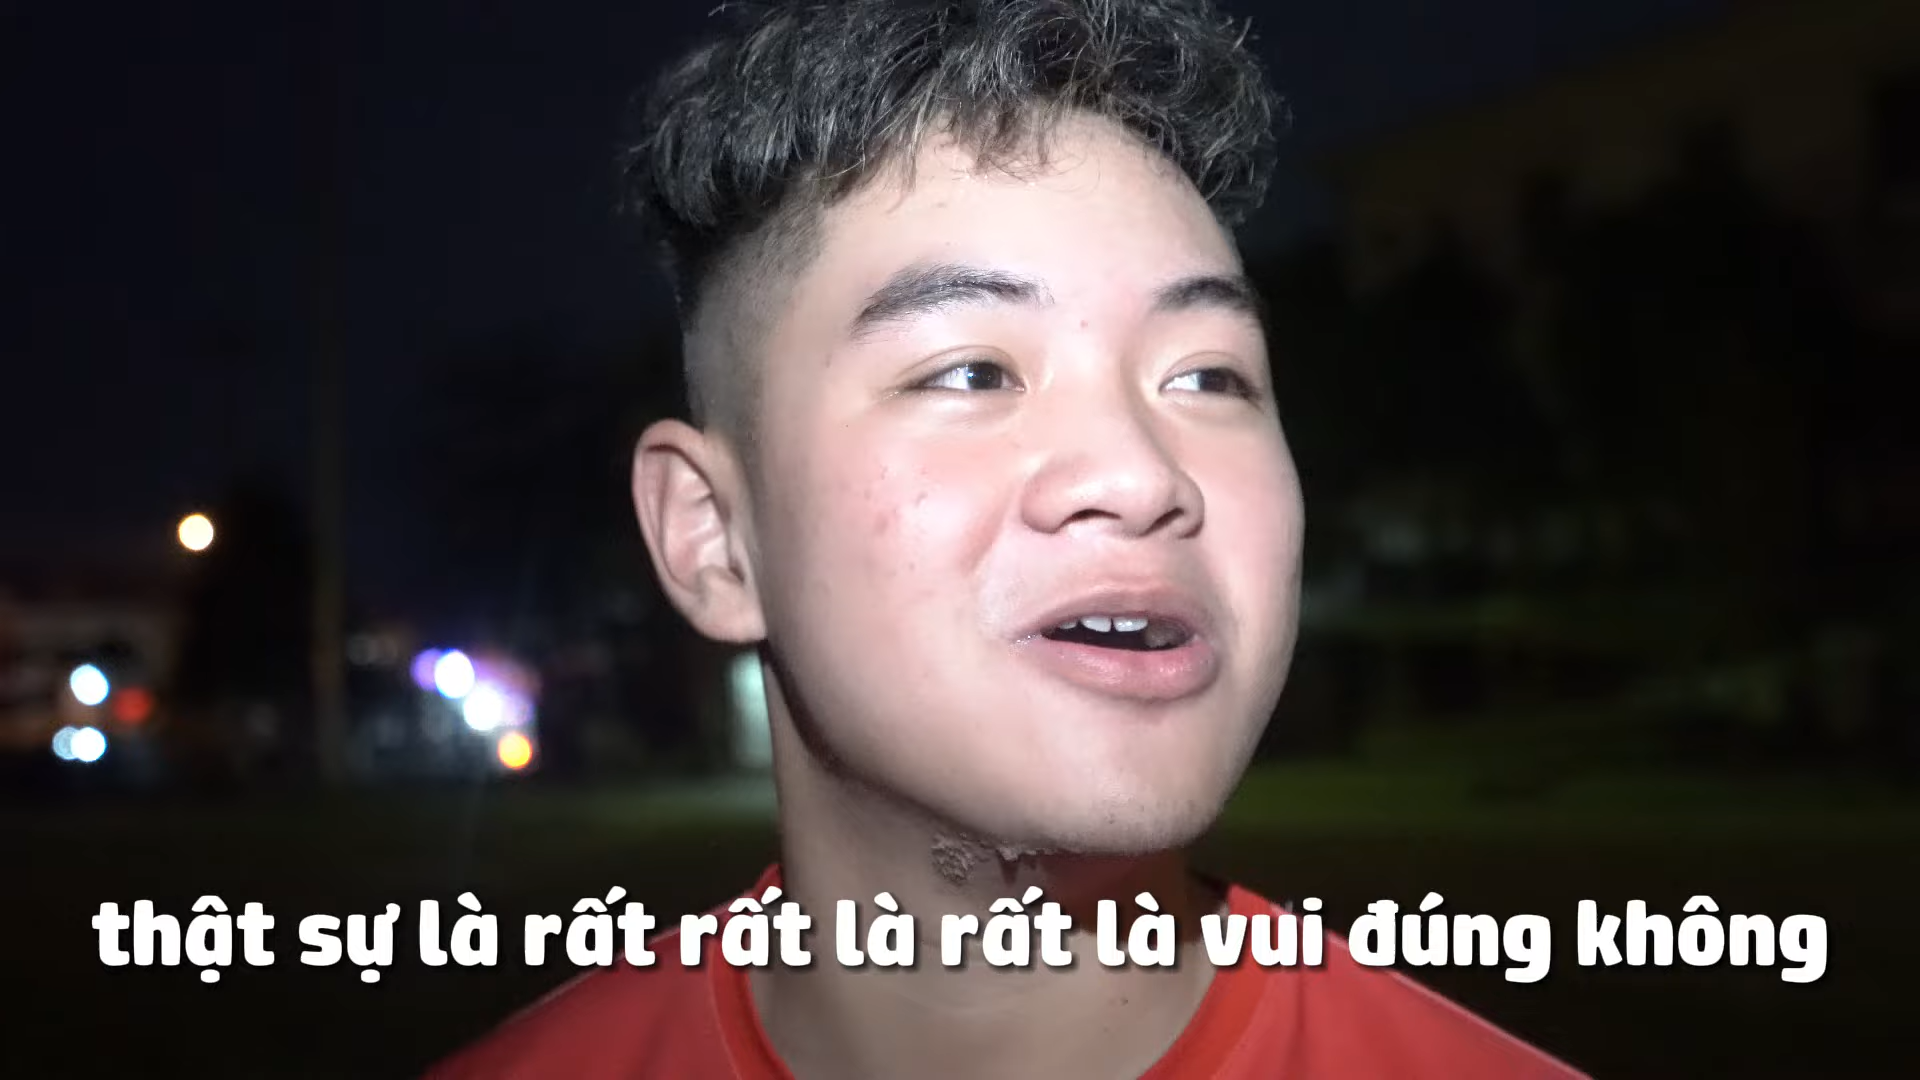 thật sự là rất rất là rất là vui đúng không